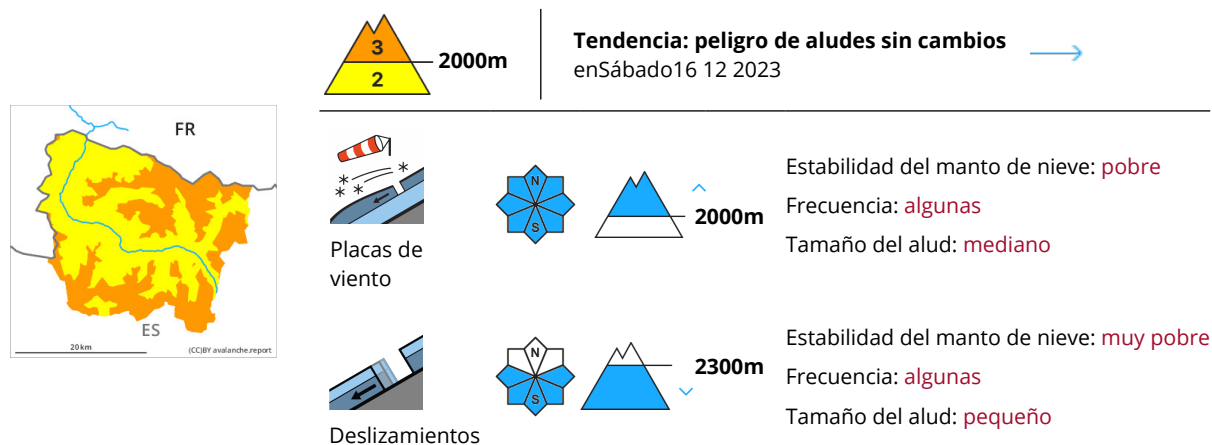 3
2
2000m
Tendencia: peligro de aludes sin cambios
enSábado16 12 2023
FR
ES
20 km
(CC)BY avalanche.report
N
S
2000m
Placas de
viento
Estabilidad del manto de nieve: pobre
Frecuencia: algunas
Tamaño del alud: mediano
N
S
2300m
Deslizamientos
Estabilidad del manto de nieve: muy pobre
Frecuencia: algunas
Tamaño del alud: pequeño